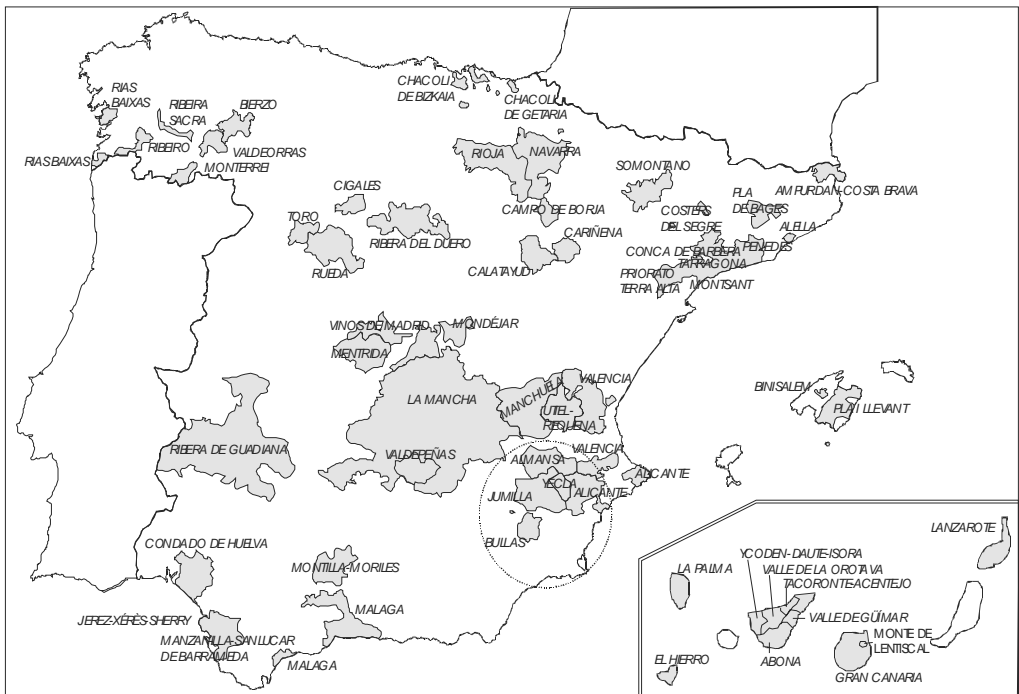 CHACOLI
DE BIZKAIA
CHACOLI
DE GETARIA
RIAS
BAIXAS
RIBEIRA
SACRA
BIERZO
RIBEIRO
VALDEORRAS
RIAS BAIXAS
MONTERREI
RIOJA
NAVARRA
SOMONTANO
CIGALES
PLA
DE BAGES
AMPURDAN-COSTA BRAVA
CAMPO DE BORJA
COSTERS
DEL SEGRE
ALELLA
TORO
RIBERA DEL DUERO
CARIÑENA
CONCA DE BARBERA
PENEDES
TARRAGONA
RUEDA
CALATAYUD
PRIORATO
TERRA ALTA
MONTSANT
VINOS DE MADRID
MONDÉJAR
MENTRIDA
LA MANCHA
MANCHUELA
VALENCIA
UTIEL-
REQUENA
BINISALEM
PLA I LLEVANT
RIBERA DE GUADIANA
VALDEPEÑAS
ALMANSA
VALENCIA
ALICANTE
YECLA
JUMILLA
ALICANTE
BULLAS
CONDADO DE HUELVA
MONTILLA-MORILES
MALAGA
JEREZ-XÉRÈS-SHERRY
MANZANILLA-SANLUCAR
DE BARRAMEDA
MALAGA
LANZAROTE
YCODEN-DAUTE-ISORA
LA PALMA
VALLE DE LA OROTAVA
TACORONTE-ACENTEJO
VALLE DE GÜÍMAR
MONTE DE
LENTISCAL
EL HIERRO
ABONA
GRAN CANARIA